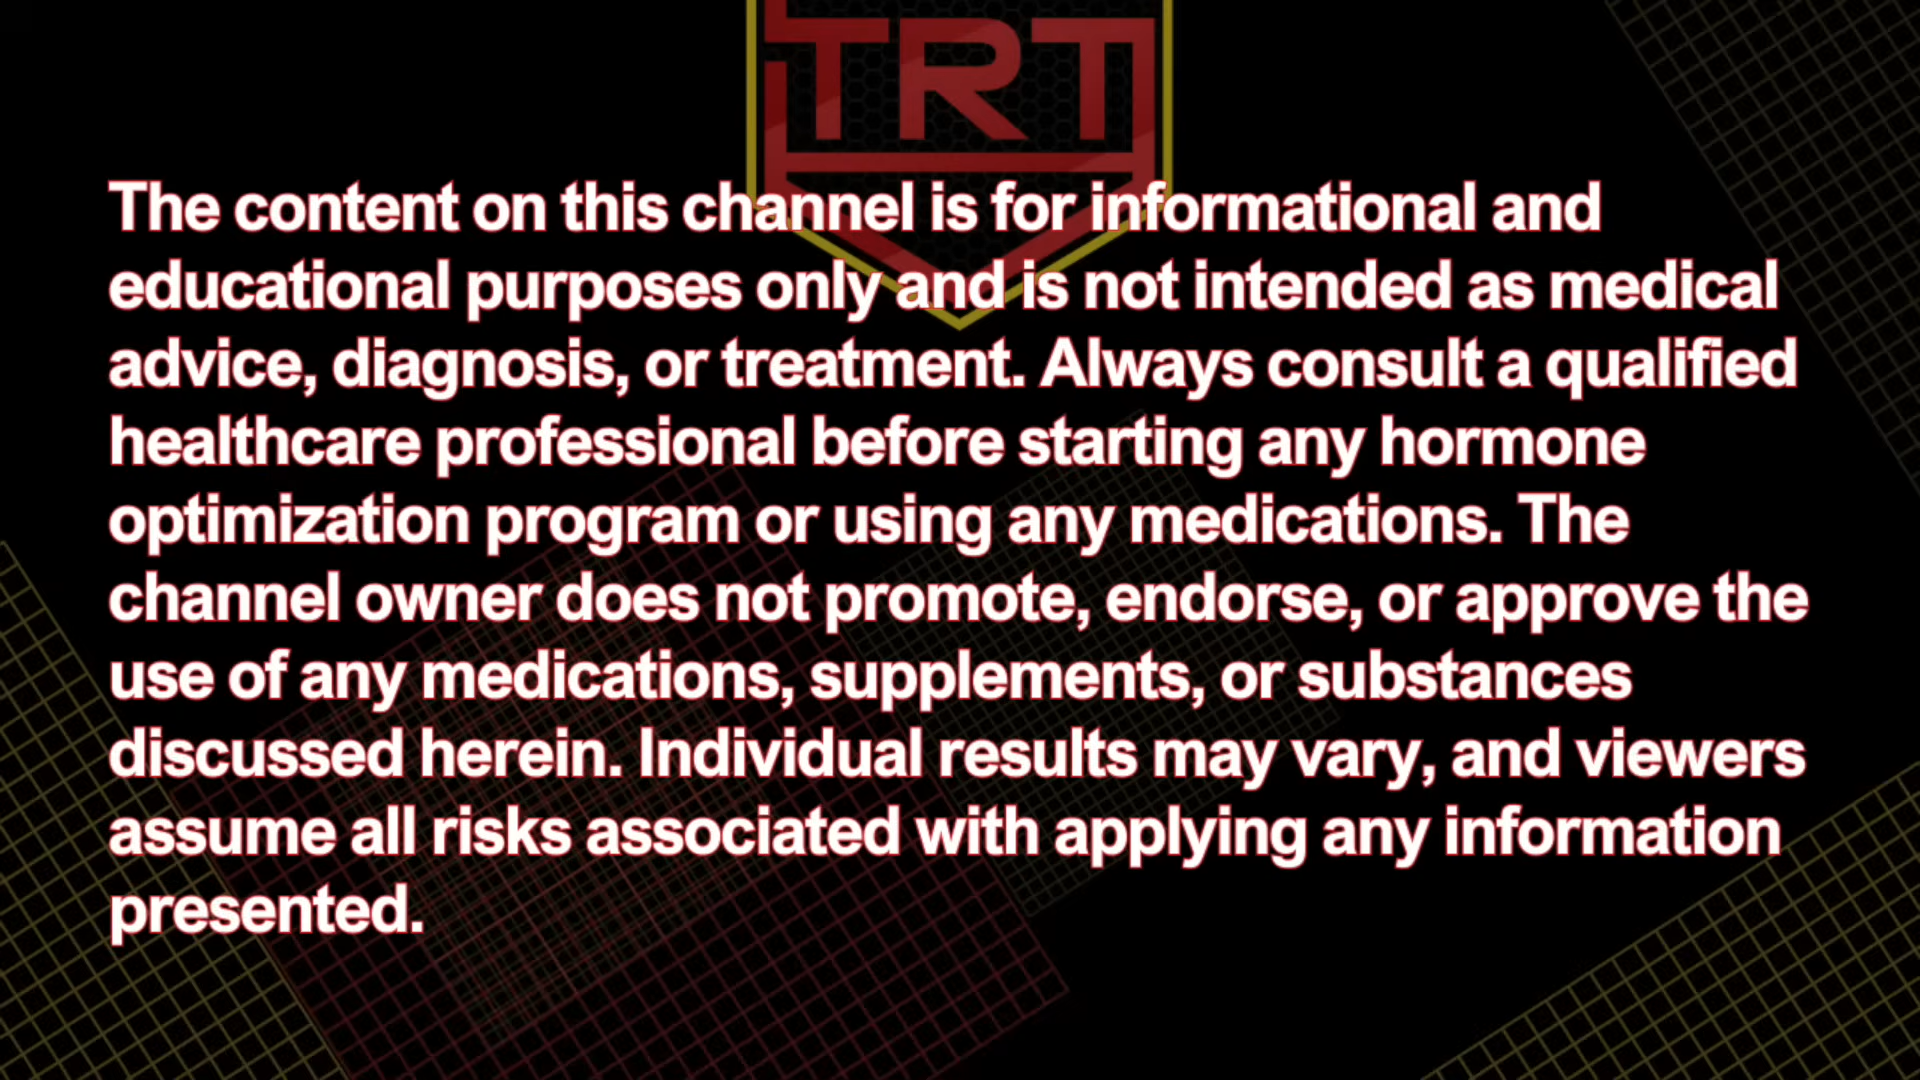 TRT
The content on this channel is for informational and
educational purposes only and is not intended as medical
advice, diagnosis, or treatment. Always consult a qualified
healthcare professional before starting any hormone
optimization program or using any medications. The
channel owner does not promote, endorse, or approve the
use of any medications, supplements, or substances
discussed herein. Individual results may vary, and viewers
assume all risks associated with applying any information
presented.